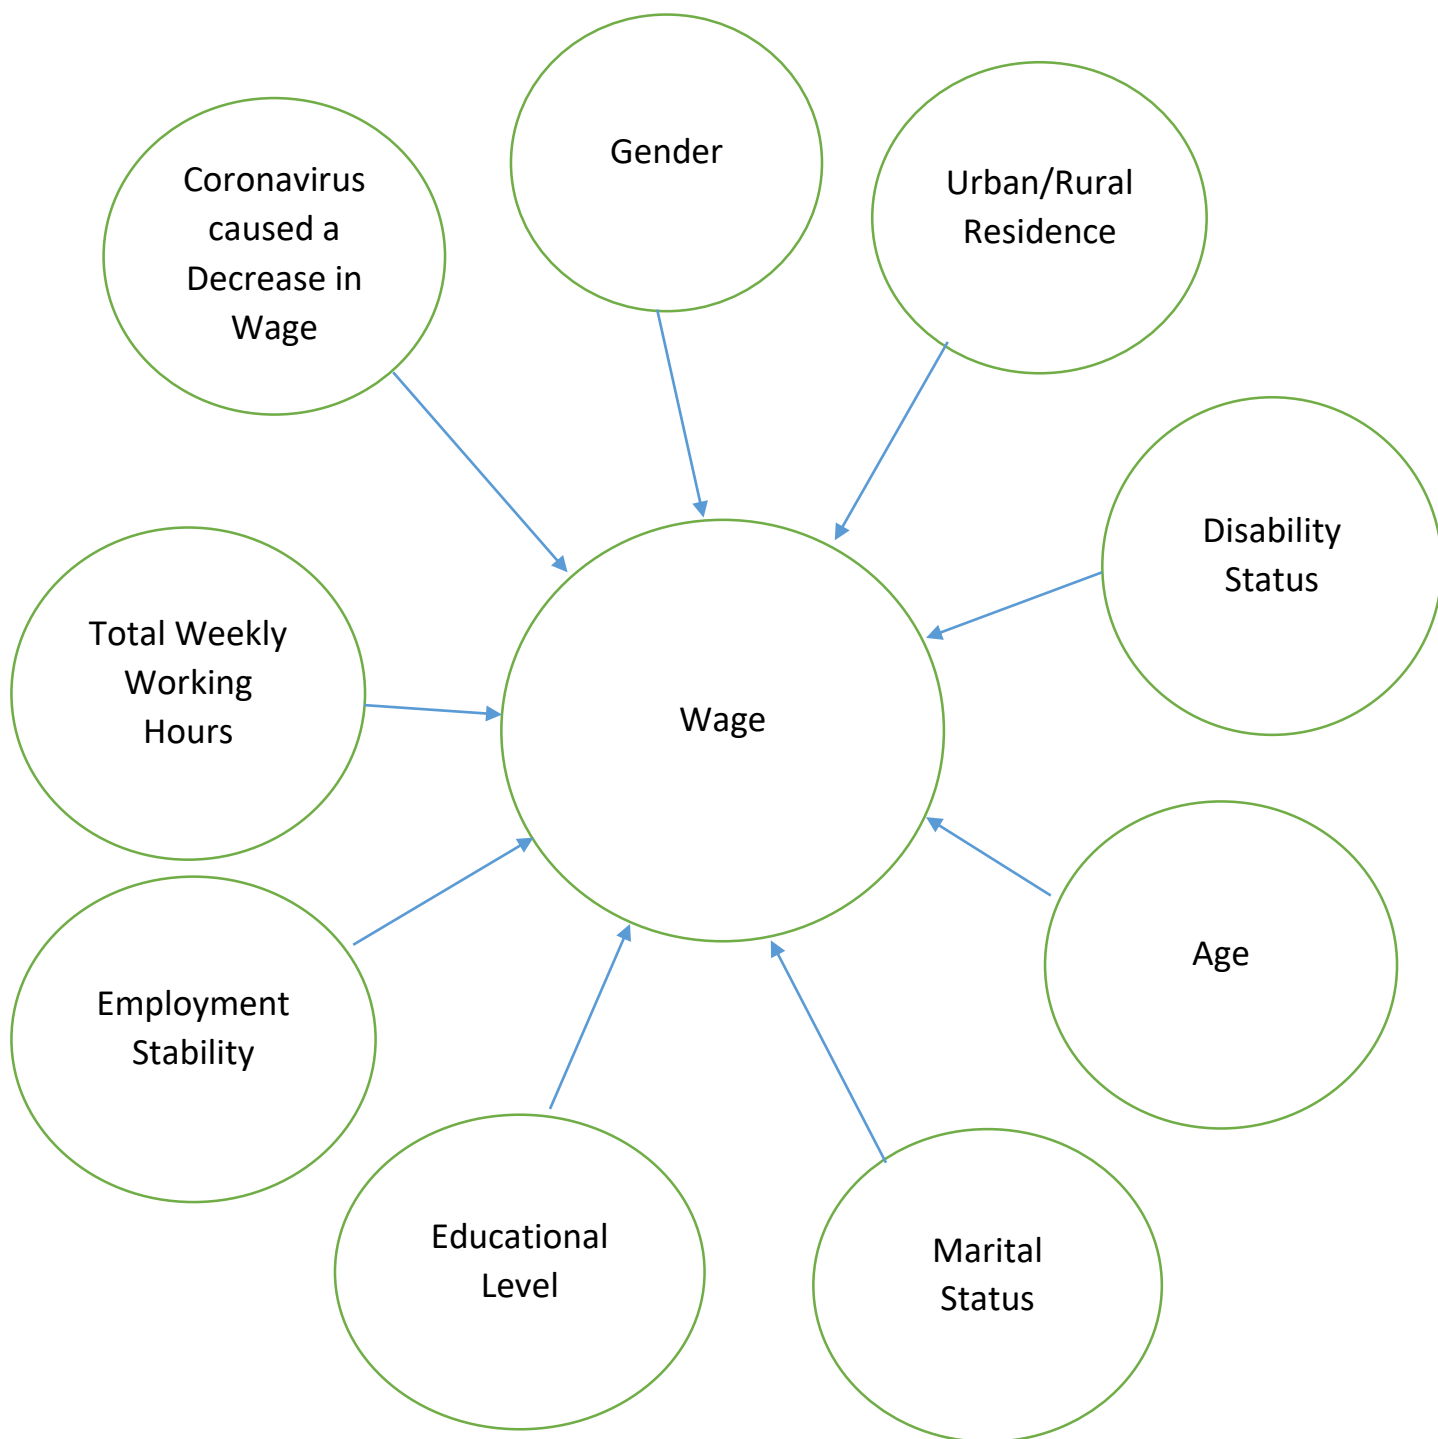 Gender
Coronavirus
caused a
Decrease in
Wage
Urban/Rural
Residence
Disability
Status
Total Weekly
Working
Hours
Wage
Age
Employment
Stability
Educational
Level
Marital
Status